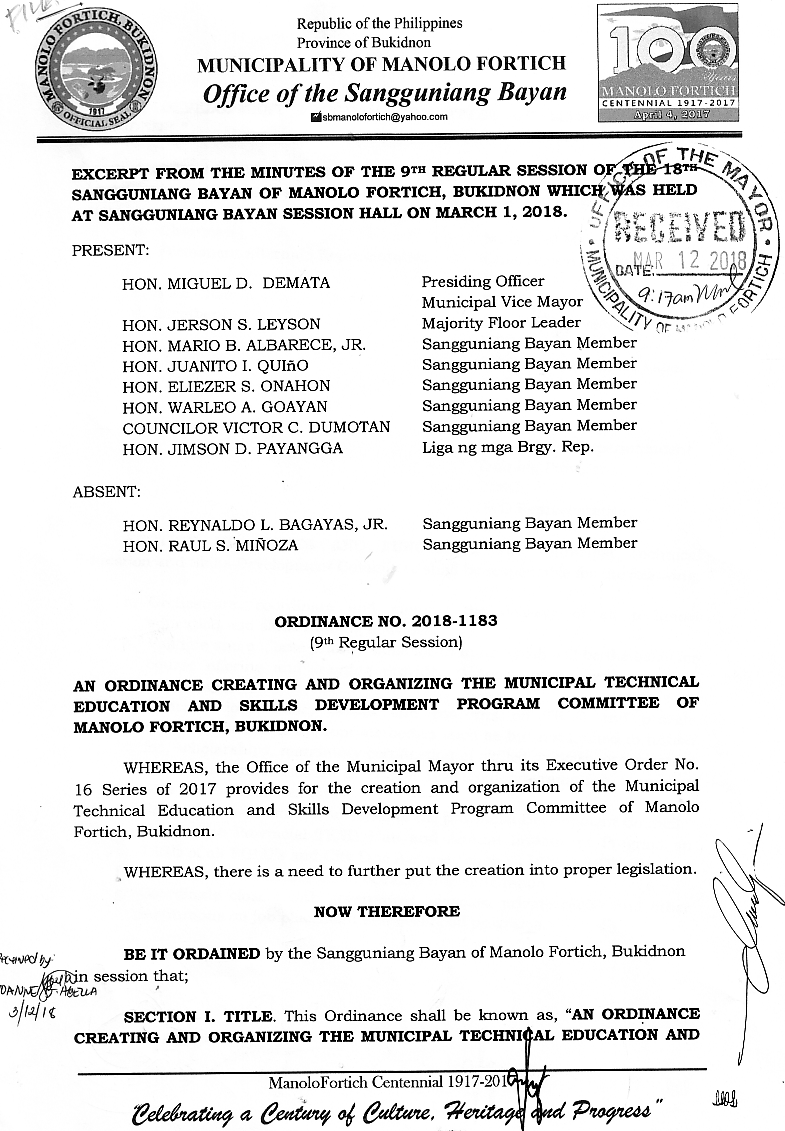 FILE
MANOLO FORTICH, BUKIDNON
1917
OFFICIAL SEAL
Republic of the Philippines
Province of Bukidnon
MUNICIPALITY OF MANOLO FORTICH
Office of the Sangguniang Bayan
sbmanolofortich@yahoo.com
100
Years
MANOLO FORTICH
CENTENNIAL 1917-2017
April 4, 2017
EXCERPT FROM THE MINUTES OF THE 9TH REGULAR SESSION OF THE 18TH
SANGGUNIANG BAYAN OF MANOLO FORTICH, BUKIDNON WHICH WAS HELD
AT SANGGUNIANG BAYAN SESSION HALL ON MARCH 1, 2018.
OFFICE OF THE MAYOR
RECEIVED
DATE: MAR 12 2018
9:17am
MUNICIPALITY OF MANOLO FORTICH
PRESENT:
HON. MIGUEL D. DEMATA Presiding Officer
Municipal Vice Mayor
HON. JERSON S. LEYSON Majority Floor Leader
HON. MARIO B. ALBARECE, JR. Sangguniang Bayan Member
HON. JUANITO I. QUIñO Sangguniang Bayan Member
HON. ELIEZER S. ONAHON Sangguniang Bayan Member
HON. WARLEO A. GOAYAN Sangguniang Bayan Member
COUNCILOR VICTOR C. DUMOTAN Sangguniang Bayan Member
HON. JIMSON D. PAYANGGA Liga ng mga Brgy. Rep.
ABSENT:
HON. REYNALDO L. BAGAYAS, JR. Sangguniang Bayan Member
HON. RAUL S. MIÑOZA Sangguniang Bayan Member
ORDINANCE NO. 2018-1183
(9th Regular Session)
AN ORDINANCE CREATING AND ORGANIZING THE MUNICIPAL TECHNICAL
EDUCATION AND SKILLS DEVELOPMENT PROGRAM COMMITTEE OF
MANOLO FORTICH, BUKIDNON.
WHEREAS, the Office of the Municipal Mayor thru its Executive Order No.
16 Series of 2017 provides for the creation and organization of the Municipal
Technical Education and Skills Development Program Committee of Manolo
Fortich, Bukidnon.
WHEREAS, there is a need to further put the creation into proper legislation.
NOW THEREFORE
BE IT ORDAINED by the Sangguniang Bayan of Manolo Fortich, Bukidnon
in session that;
by
ABELLA
3/12/18
SECTION I. TITLE. This Ordinance shall be known as, "AN ORDINANCE
CREATING AND ORGANIZING THE MUNICIPAL TECHNICAL EDUCATION AND
ManoloFortich Centennial 1917-2017
"Celebrating a Century of Culture, Heritage and Progress"